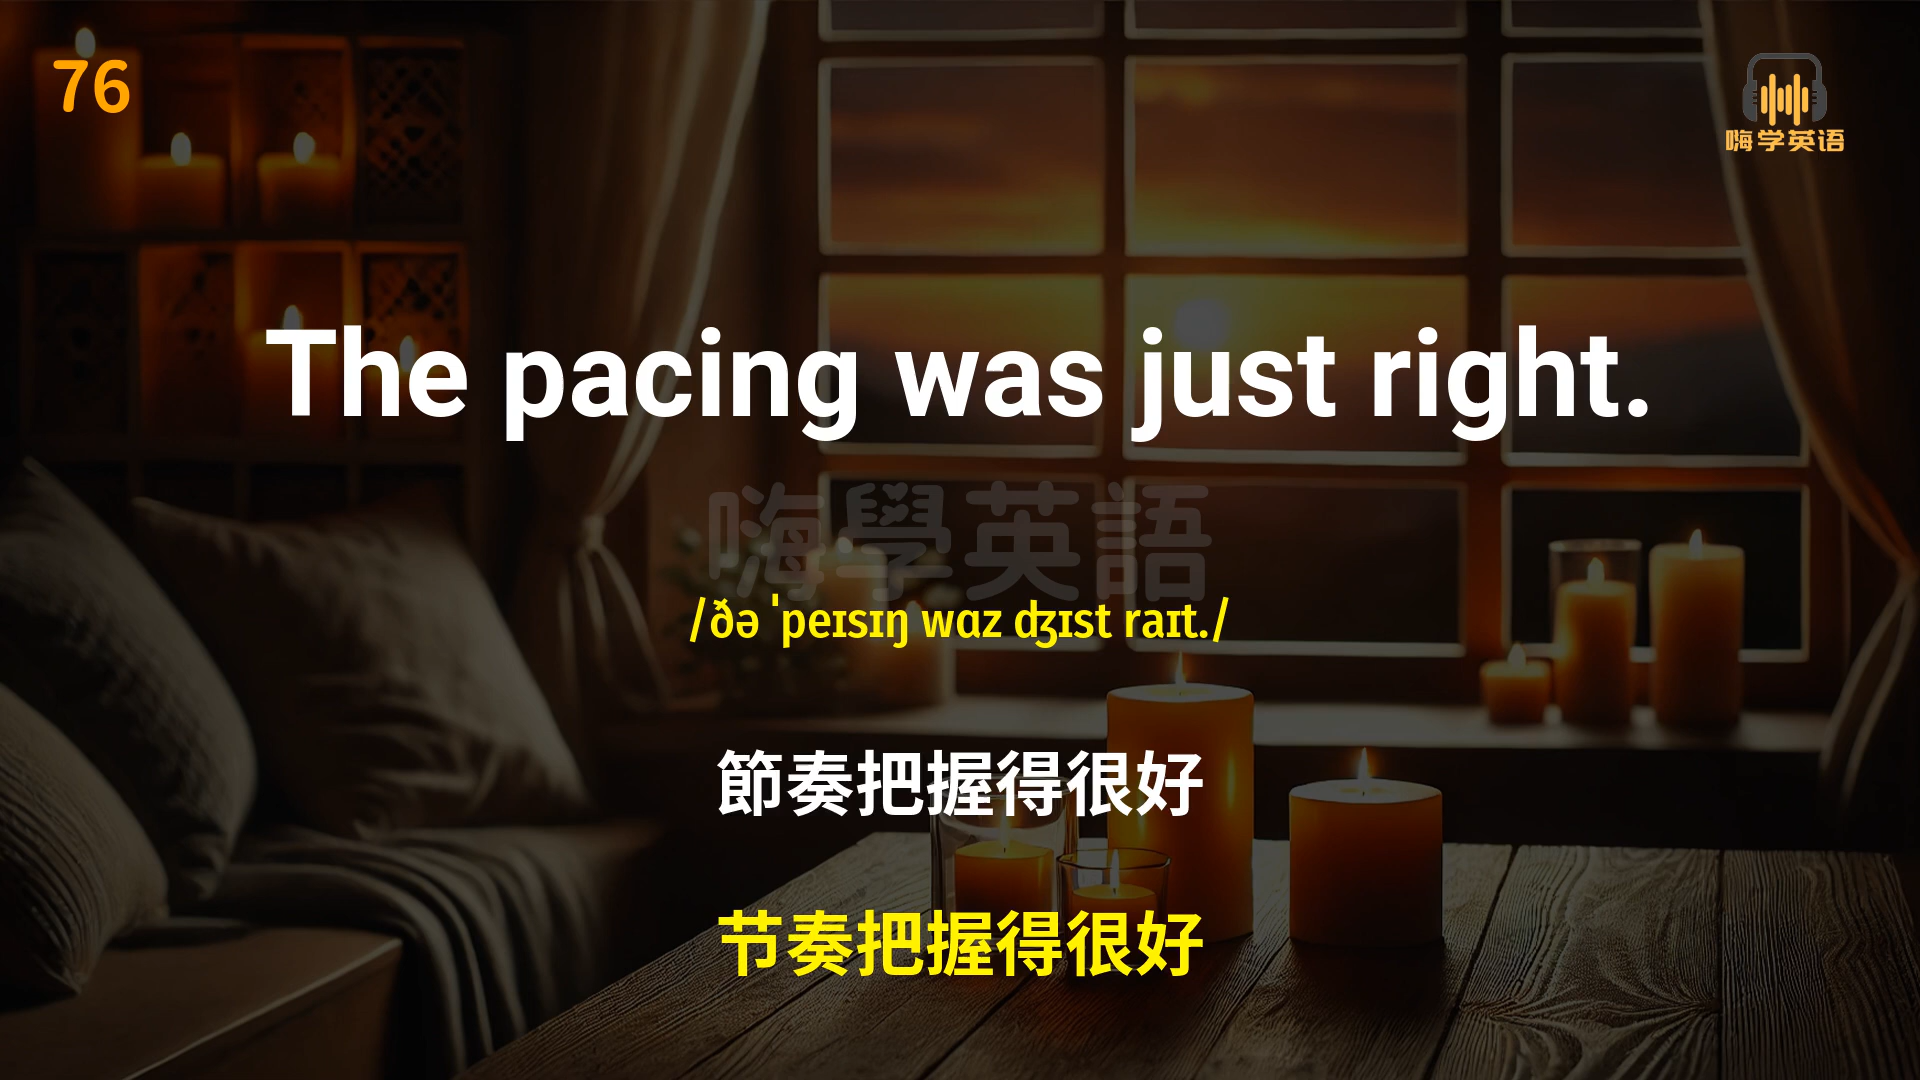 76
嗨学英语
The pacing was just right.
嗨學英語
/ðə ˈpeɪsɪŋ wɑz ʤɪst raɪt./
節奏把握得很好
节奏把握得很好